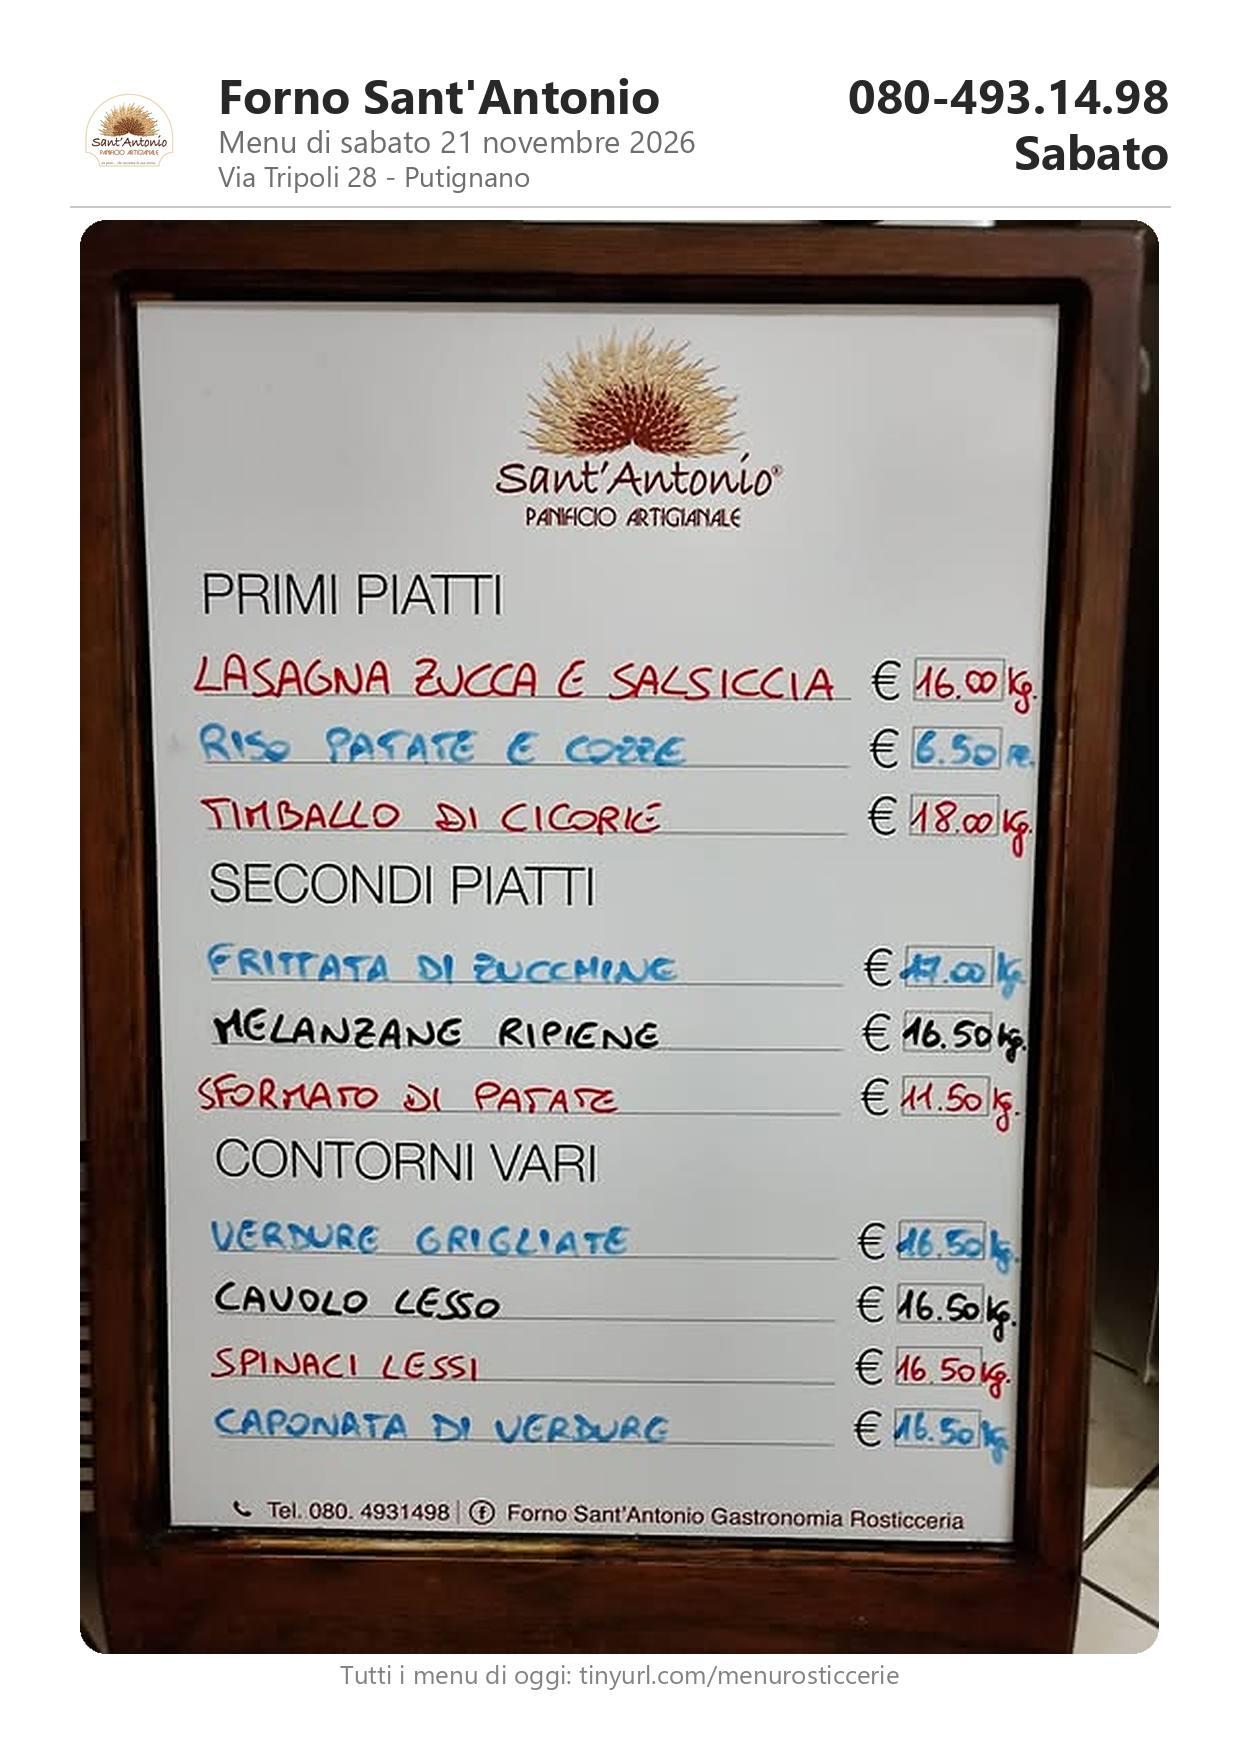 Forno Sant'Antonio
Menu di sabato 21 novembre 2026
Via Tripoli 28 - Putignano
080-493.14.98
Sabato
Sant'Antonio
PANIFICIO ARTIGIANALE
Sant'Antonio®
PANIFICIO ARTIGIANALE
PRIMI PIATTI
LASAGNA ZUCCA E SALSICCIA € 16.00 Kg.
RISO PATATE E COZZE € 6.50
TIMBALLO DI CICORIE € 18.00 Kg.
SECONDI PIATTI
FRITTATA DI ZUCCHINE € 17.00 Kg.
MELANZANE RIPIENE € 16.50 Kg.
SFORMATO DI PATATE € 11.50 Kg.
CONTORNI VARI
VERDURE GRIGLIATE € 16.50 Kg.
CAVOLO LESSO € 16.50 Kg.
SPINACI LESSI € 16.50 Kg.
CAPONATA DI VERDURE € 16.50 Kg.
Tel. 080. 4931498 | Forno Sant'Antonio Gastronomia Rosticceria
Tutti i menu di oggi: tinyurl.com/menurosticcerie